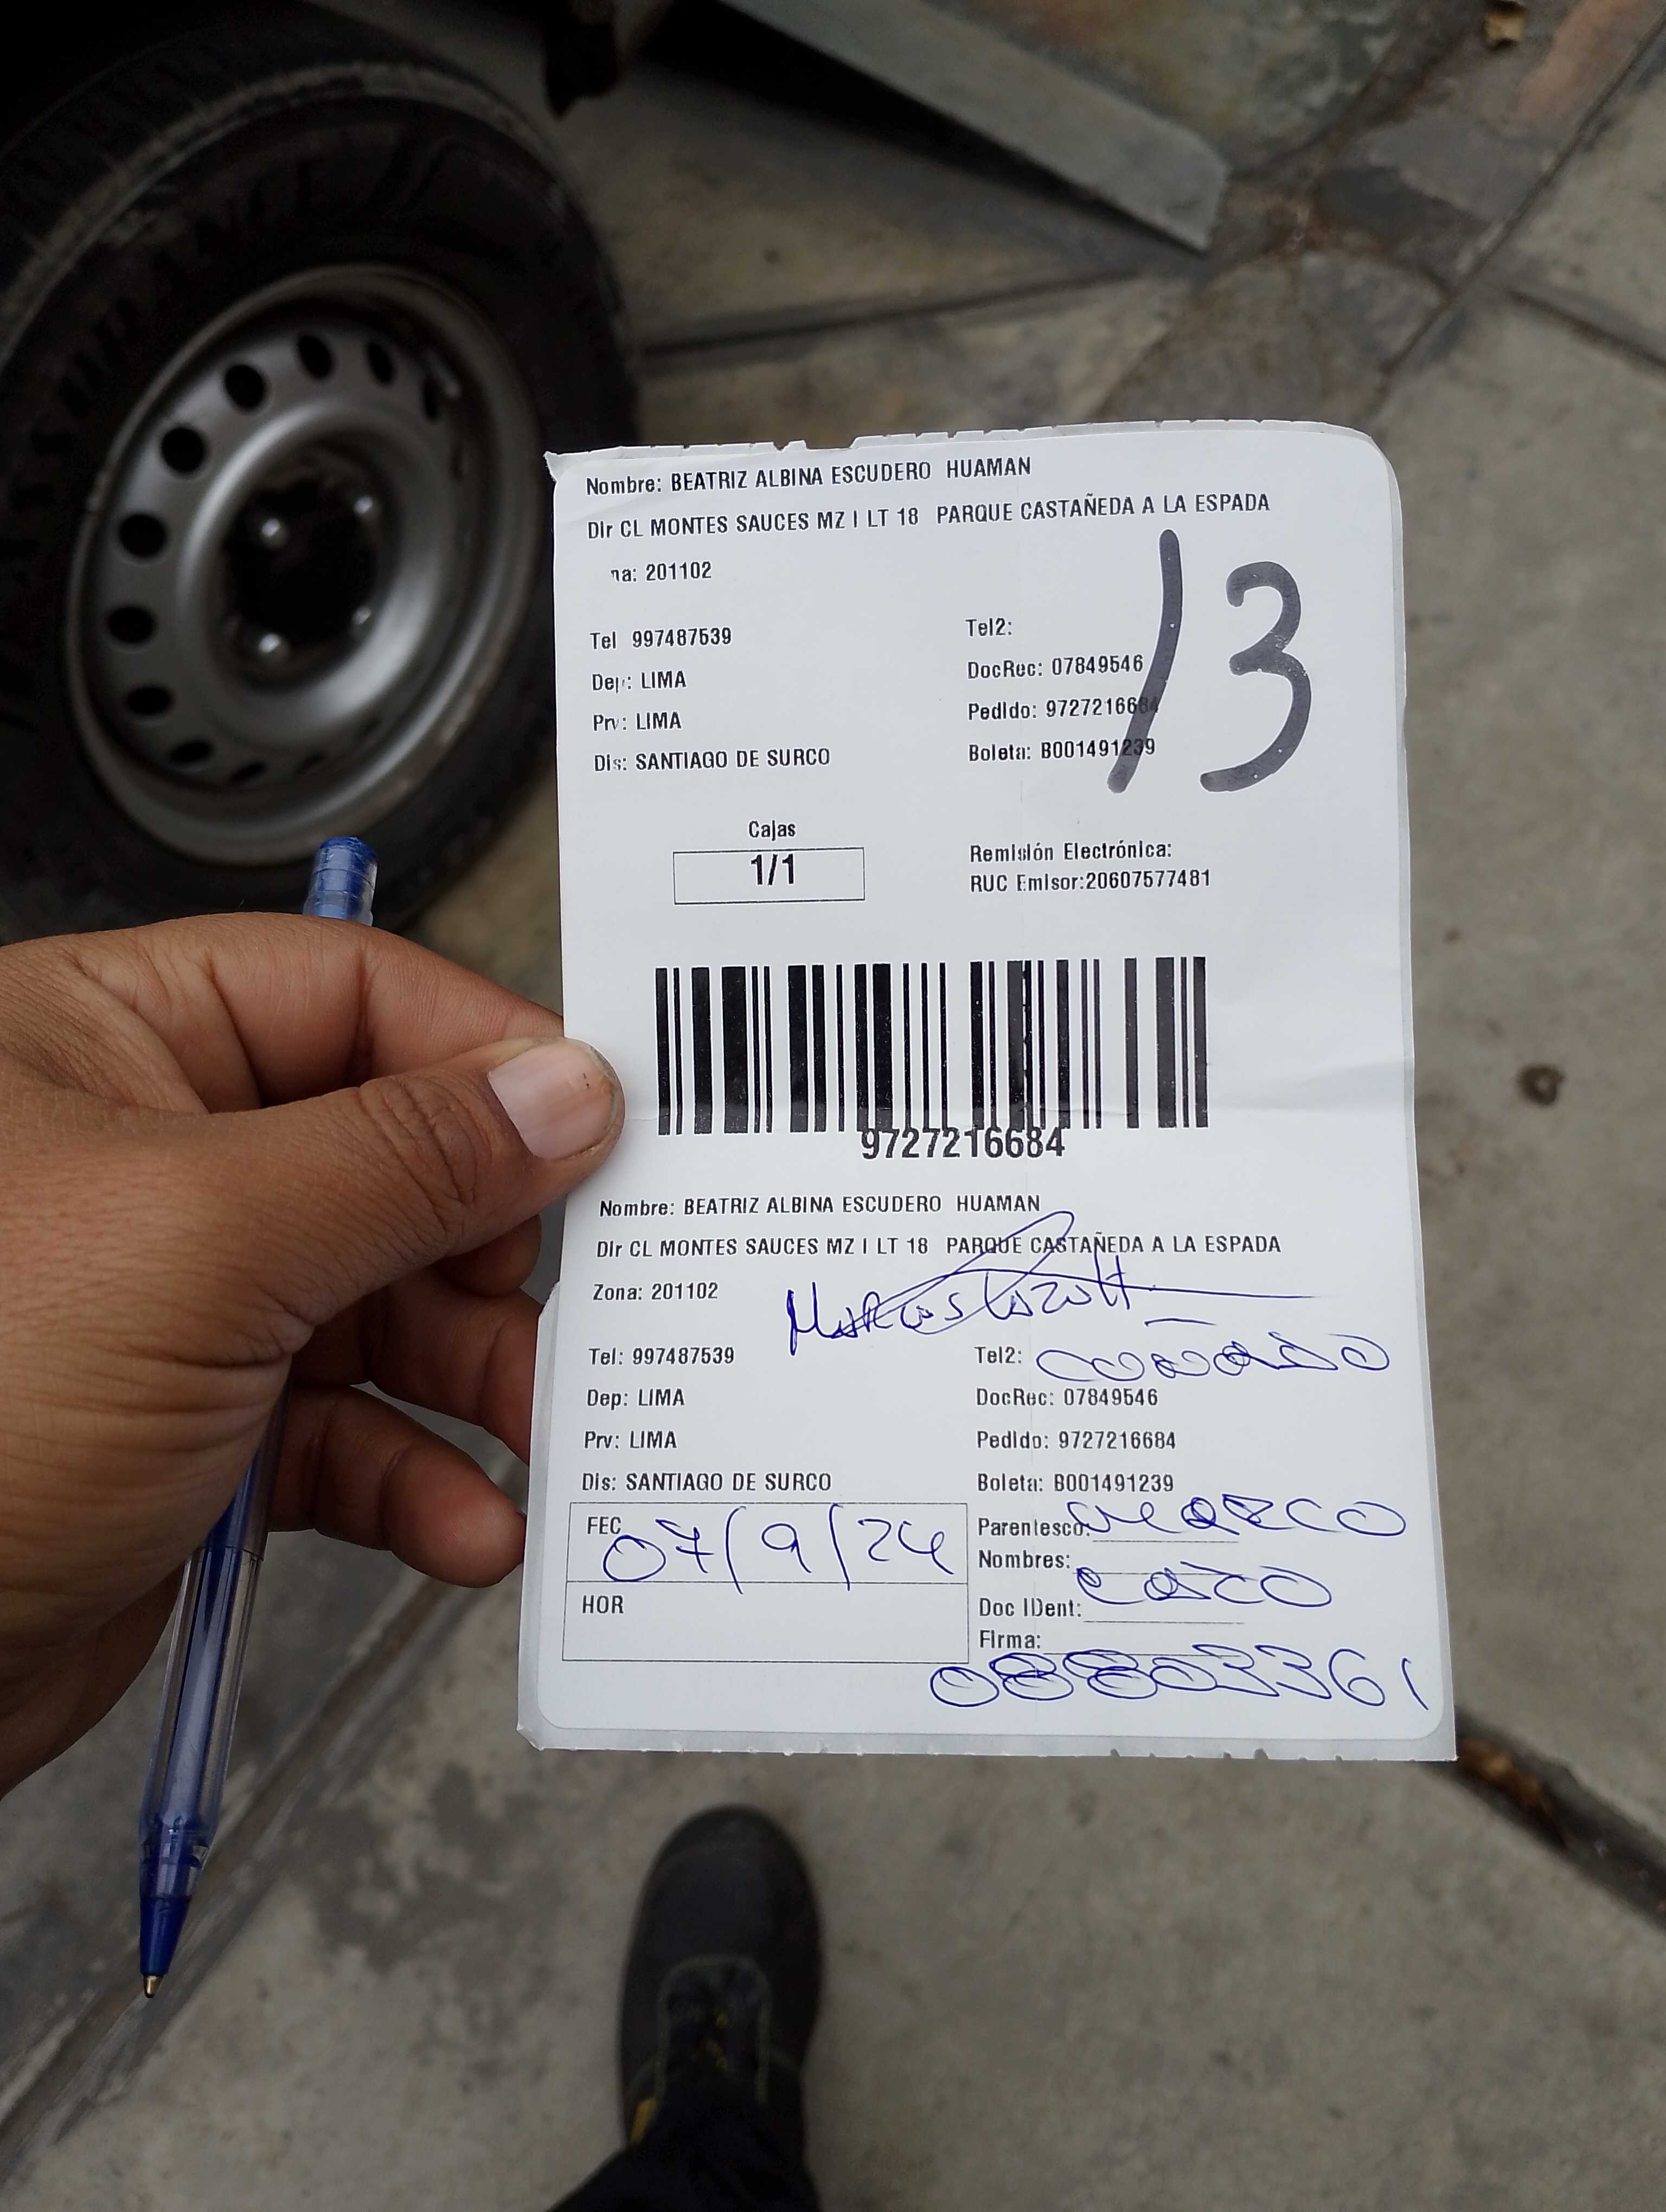 Nombre: BEATRIZ ALBINA ESCUDERO HUAMAN
Dir CL MONTES SAUCES MZ I LT 18 PARQUE CASTAÑEDA A LA ESPADA
na: 201102
13
Tel 997487539 Tel2:
Dep: LIMA DocRec: 07849546
Prv: LIMA Pedido: 9727216684
Dis: SANTIAGO DE SURCO Boleta: B001491239
Cajas
1/1
Remisión Electrónica:
RUC Emisor:20607577481
9727216684
Nombre: BEATRIZ ALBINA ESCUDERO HUAMAN
Dir CL MONTES SAUCES MZ I LT 18 PARQUE CASTAÑEDA A LA ESPADA
Zona: 201102
Tel: 997487539 Tel2:
Dep: LIMA DocRec: 07849546
Prv: LIMA Pedido: 9727216684
Dis: SANTIAGO DE SURCO Boleta: B001491239
FEC 07/9/24
HOR
Parentesco:
Nombres:
Doc IDent:
Firma:
08803361